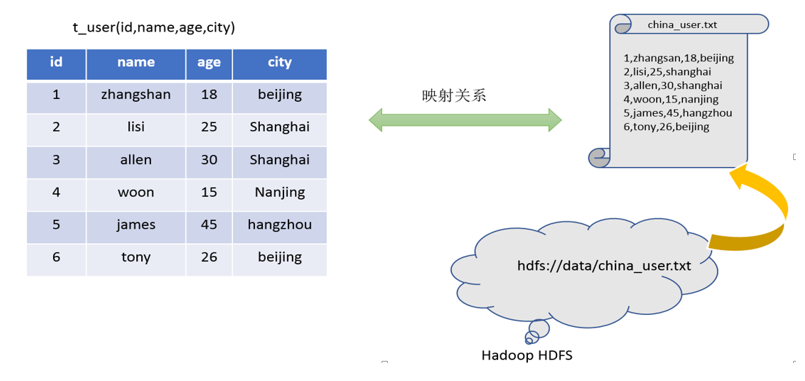 t_user(id,name,age,city)
id name age city
1 zhangshan 18 beijing
2 lisi 25 Shanghai
3 allen 30 Shanghai
4 woon 15 Nanjing
5 james 45 hangzhou
6 tony 26 beijing
映射关系
china_user.txt
1,zhangsan,18,beijing
2,lisi,25,shanghai
3,allen,30,shanghai
4,woon,15,nanjing
5,james,45,hangzhou
6,tony,26,beijing
hdfs://data/china_user.txt
Hadoop HDFS